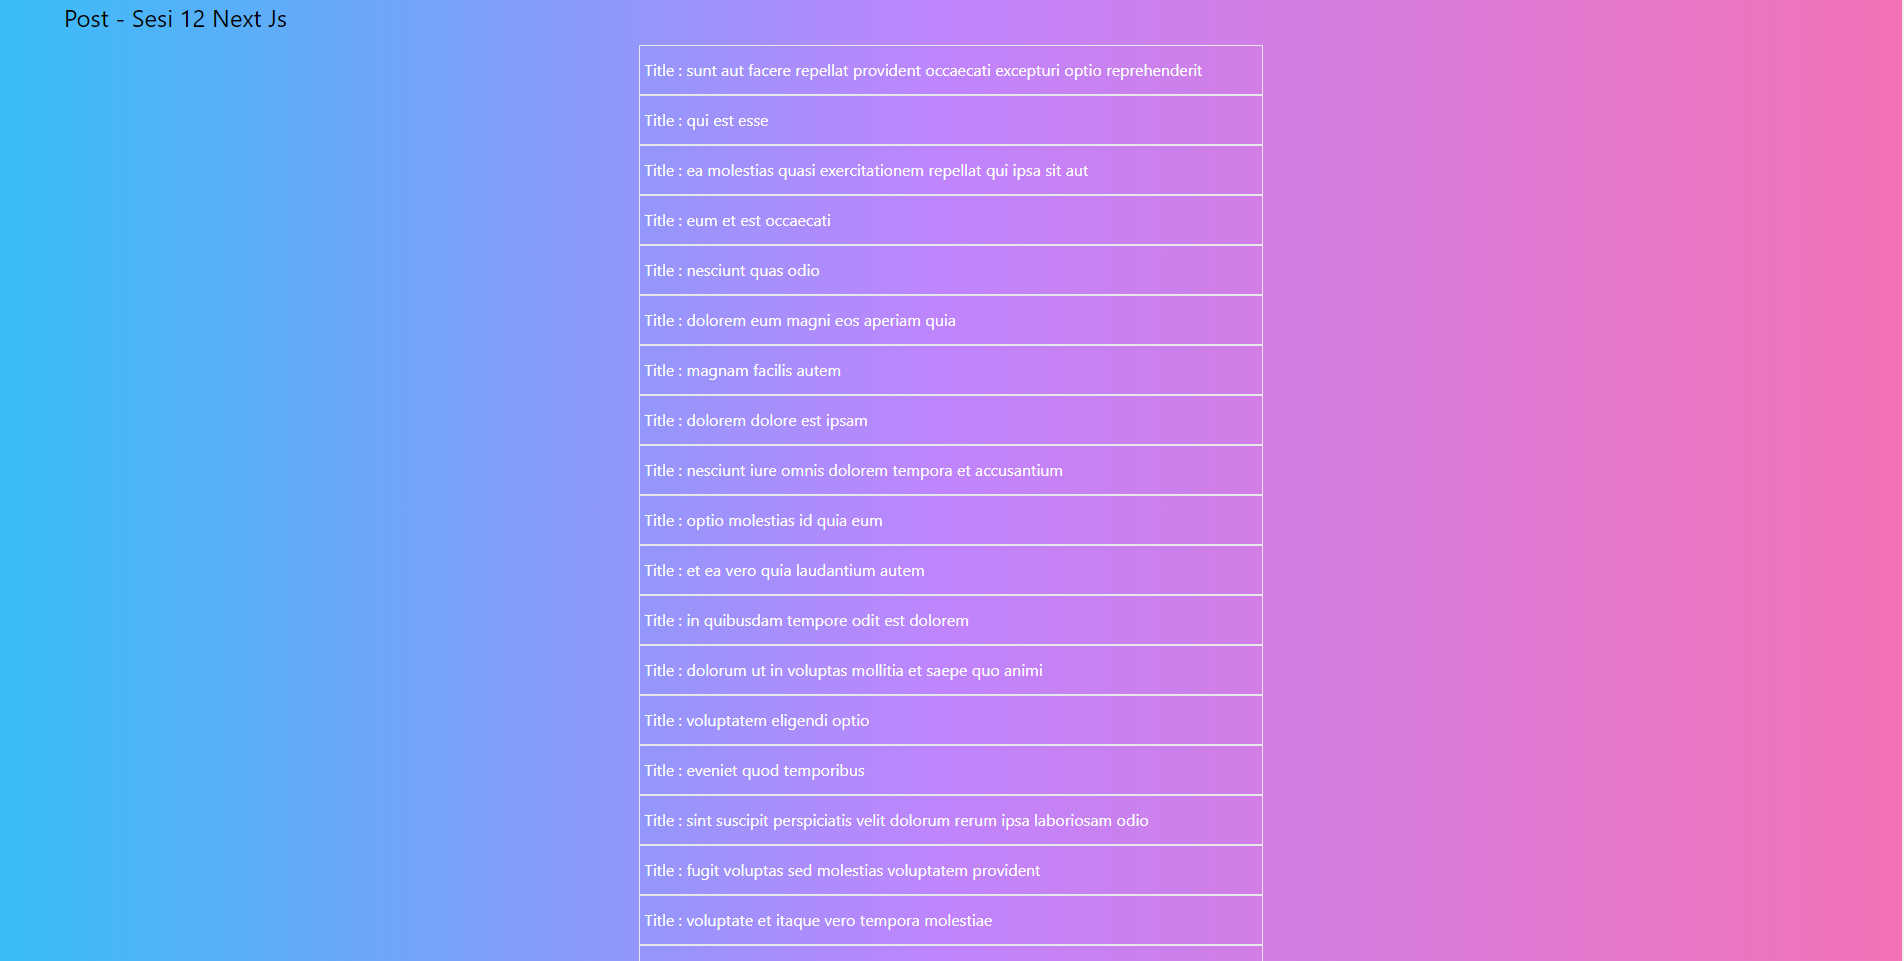 Post - Sesi 12 Next Js
Title : sunt aut facere repellat provident occaecati excepturi optio reprehenderit
Title : qui est esse
Title : ea molestias quasi exercitationem repellat qui ipsa sit aut
Title : eum et est occaecati
Title : nesciunt quas odio
Title : dolorem eum magni eos aperiam quia
Title : magnam facilis autem
Title : dolorem dolore est ipsam
Title : nesciunt iure omnis dolorem tempora et accusantium
Title : optio molestias id quia eum
Title : et ea vero quia laudantium autem
Title : in quibusdam tempore odit est dolorem
Title : dolorum ut in voluptas mollitia et saepe quo animi
Title : voluptatem eligendi optio
Title : eveniet quod temporibus
Title : sint suscipit perspiciatis velit dolorum rerum ipsa laboriosam odio
Title : fugit voluptas sed molestias voluptatem provident
Title : voluptate et itaque vero tempora molestiae